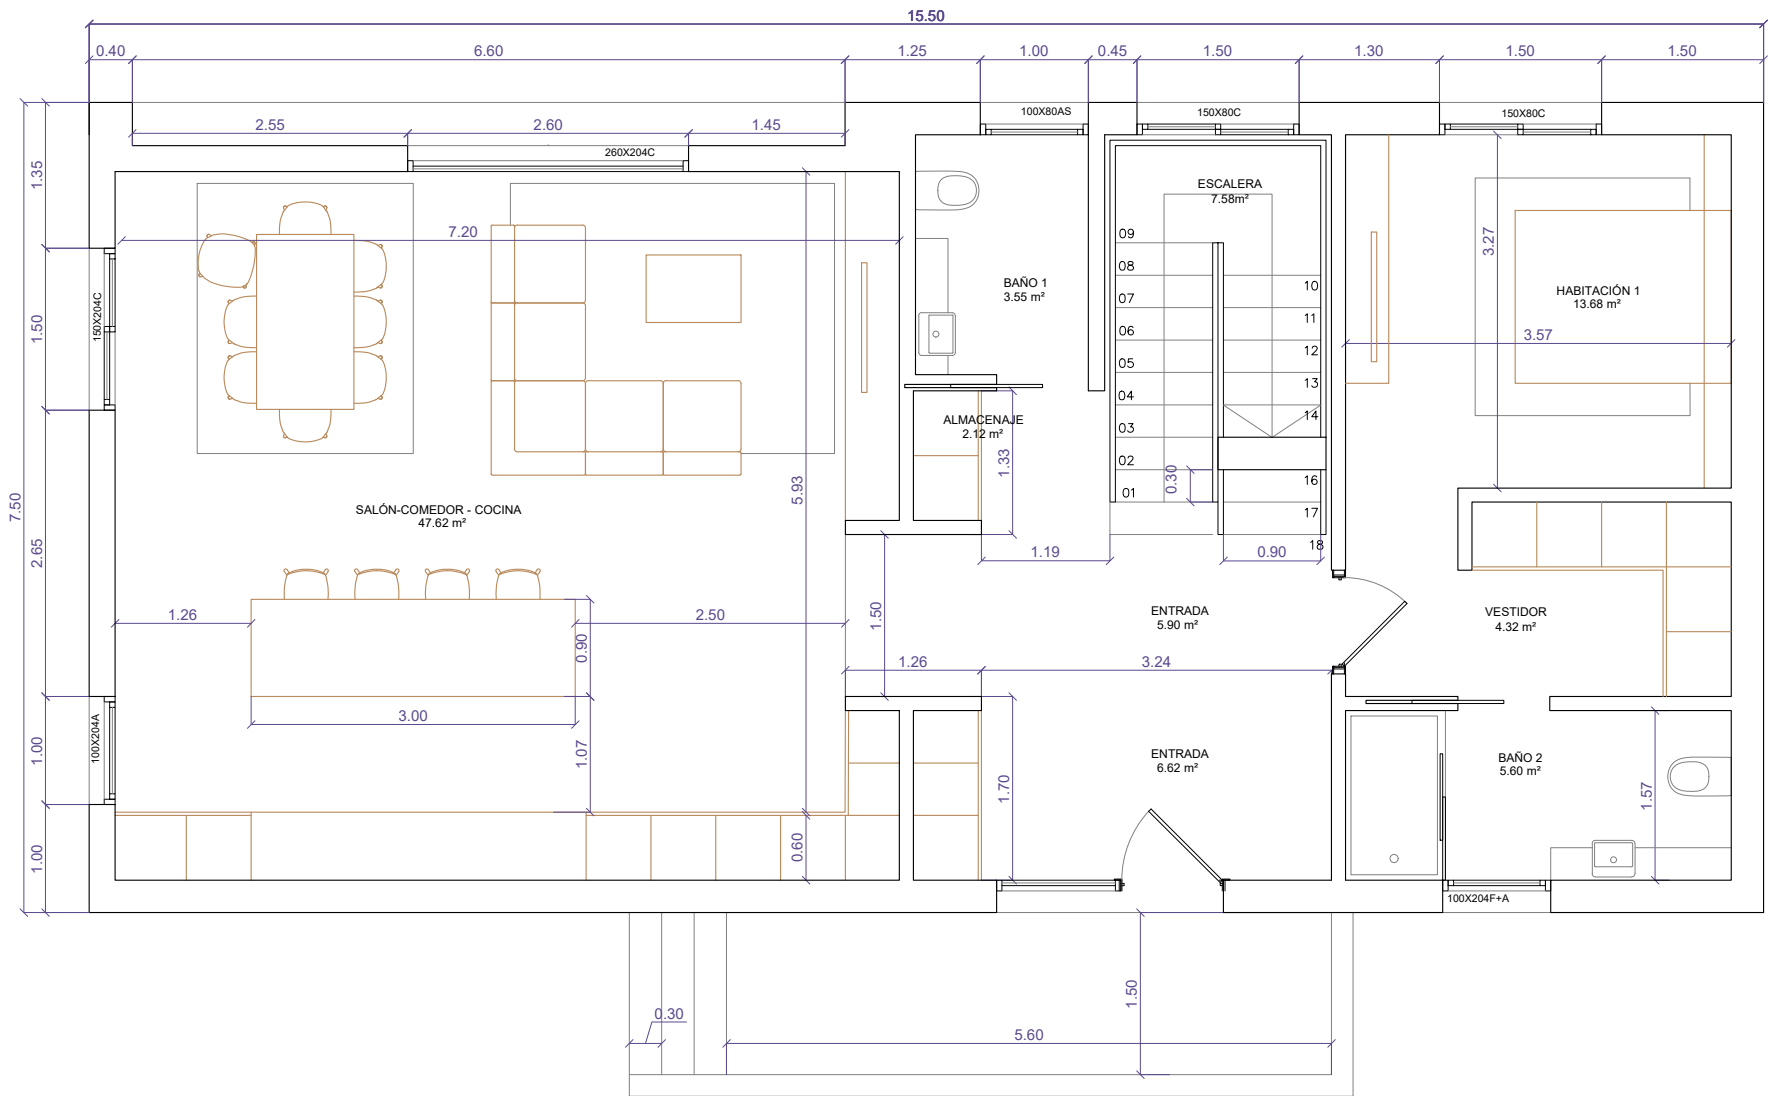 15.50
0.40
6.60
1.25
1.00
0.45
1.50
1.30
1.50
1.50
100X80AS
150X80C
150X80C
2.55
2.60
1.45
260X204C
7.50
1.35
1.50
2.65
1.00
1.00
150X204C
100X204A
7.20
5.93
ESCALERA
7.58m²
09
08
07
06
05
04
03
02
01
10
11
12
13
14
16
17
18
0.30
BAÑO 1
3.55 m²
3.27
HABITACIÓN 1
13.68 m²
3.57
ALMACENAJE
2.12 m²
1.33
SALÓN-COMEDOR - COCINA
47.62 m²
1.19
0.90
1.26
0.90
2.50
1.50
ENTRADA
5.90 m²
VESTIDOR
4.32 m²
1.26
3.24
3.00
1.07
ENTRADA
6.62 m²
1.70
BAÑO 2
5.60 m²
1.57
0.60
100X204F+A
1.50
0.30
5.60